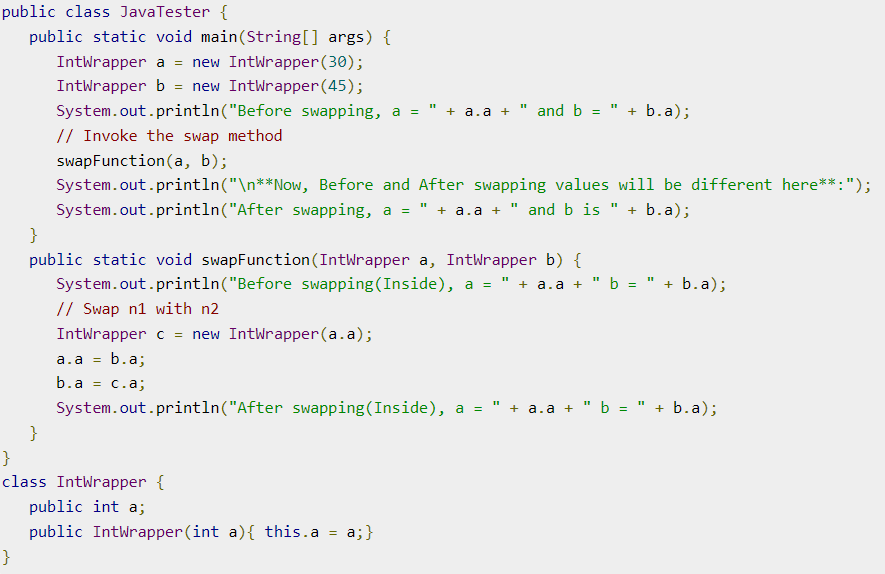 public class JavaTester {
   public static void main(String[] args) {
      IntWrapper a = new IntWrapper(30);
      IntWrapper b = new IntWrapper(45);
      System.out.println("Before swapping, a = " + a.a + " and b = " + b.a);
      // Invoke the swap method
      swapFunction(a, b);
      System.out.println("\n**Now, Before and After swapping values will be different here**:");
      System.out.println("After swapping, a = " + a.a + " and b is " + b.a);
   }
   public static void swapFunction(IntWrapper a, IntWrapper b) {
      System.out.println("Before swapping(Inside), a = " + a.a + " b = " + b.a);
      // Swap n1 with n2
      IntWrapper c = new IntWrapper(a.a);
      a.a = b.a;
      b.a = c.a;
      System.out.println("After swapping(Inside), a = " + a.a + " b = " + b.a);
   }
}
class IntWrapper {
   public int a;
   public IntWrapper(int a){ this.a = a;}
}